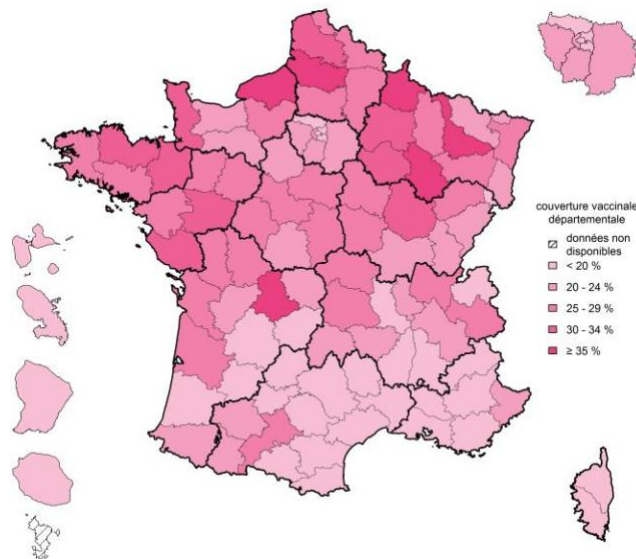 couverture vaccinale
départementale
données non
disponibles
< 20 %
20 - 24 %
25 - 29 %
30 - 34 %
≥ 35 %